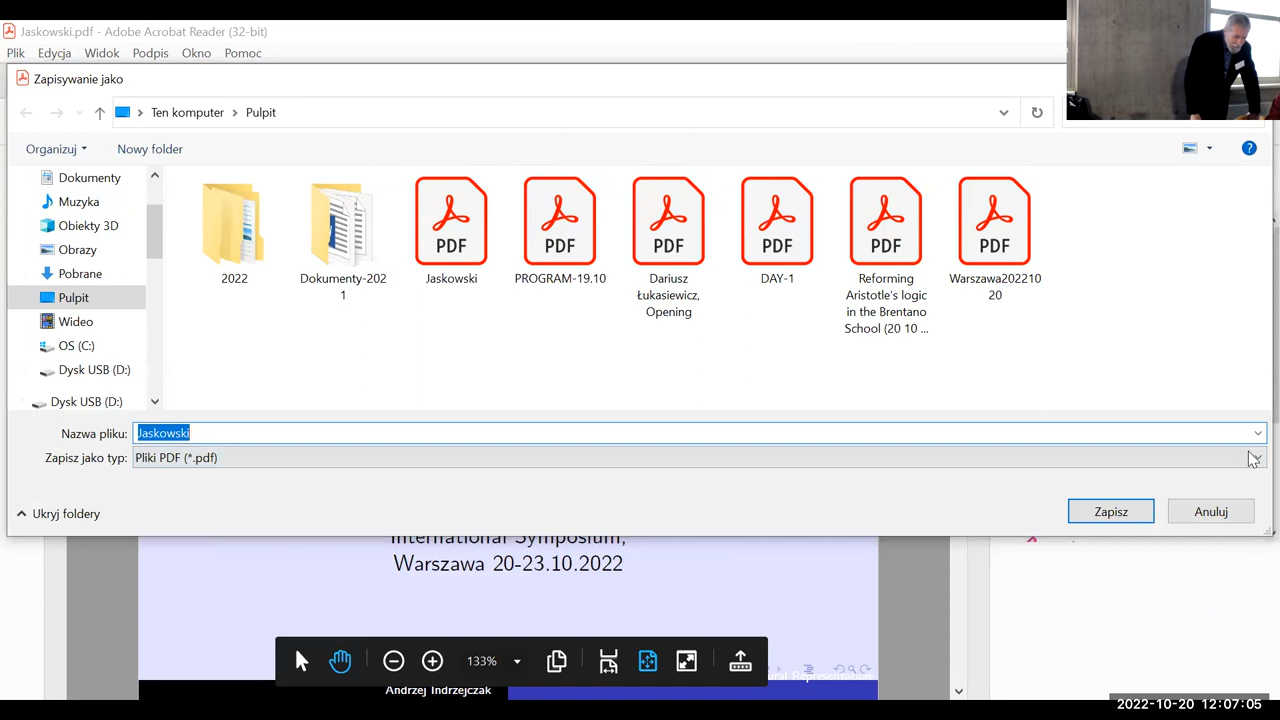 Jaskowski.pdf - Adobe Acrobat Reader (32-bit)
Plik Edycja Widok Podpis Okno Pomoc
Zapisywanie jako
Ten komputer Pulpit
Organizuj Nowy folder
Dokumenty
Muzyka
Obiekty 3D
Obrazy
Pobrane
Pulpit
Wideo
OS (C:)
Dysk USB (D:)
Dysk USB (D:)
PDF PDF PDF PDF PDF PDF
2022
Dokumenty-202
1
Jaskowski
PROGRAM-19.10
Dariusz
Łukasiewicz,
Opening
DAY-1
Reforming
Aristotle's logic
in the Brentano
School (20 10 ...
Warszawa202210
20
Nazwa pliku: Jaskowski
Zapisz jako typ: Pliki PDF (*.pdf)
Ukryj foldery
Zapisz Anuluj
International Symposium,
Warszawa 20-23.10.2022
133%
Andrzej Indrzejczak
2022-10-20 12:07:05